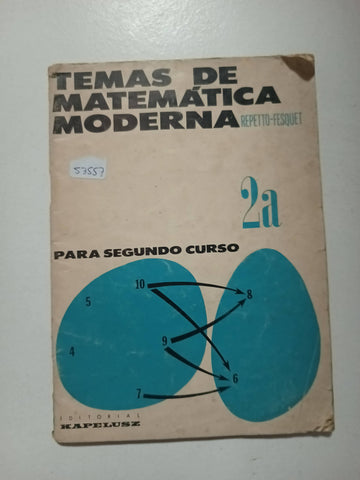 TEMAS DE
MATEMÁTICA
MODERNA REPETTO-FESQUET
57557
2a
PARA SEGUNDO CURSO
10
5
8
9
4
6
7
EDITORIAL
KAPELUSZ